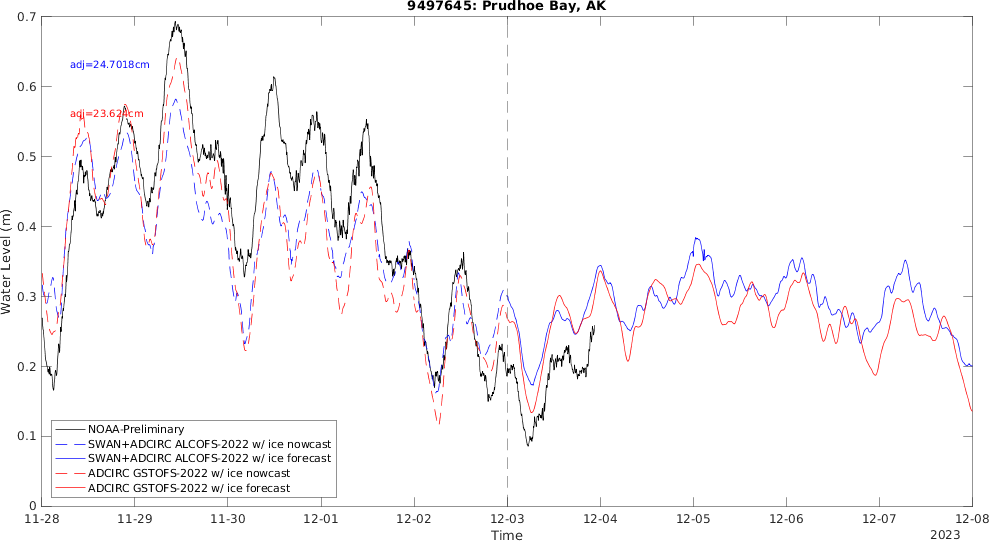 9497645: Prudhoe Bay, AK
0.7
0.6
0.5
0.4
0.3
0.2
0.1
0
Water Level (m)
adj=24.7018cm
adj=23.624cm
NOAA-Preliminary
SWAN+ADCIRC ALCOFS-2022 w/ ice nowcast
SWAN+ADCIRC ALCOFS-2022 w/ ice forecast
ADCIRC GSTOFS-2022 w/ ice nowcast
ADCIRC GSTOFS-2022 w/ ice forecast
11-28 11-29 11-30 12-01 12-02 12-03 12-04 12-05 12-06 12-07 12-08
Time
2023